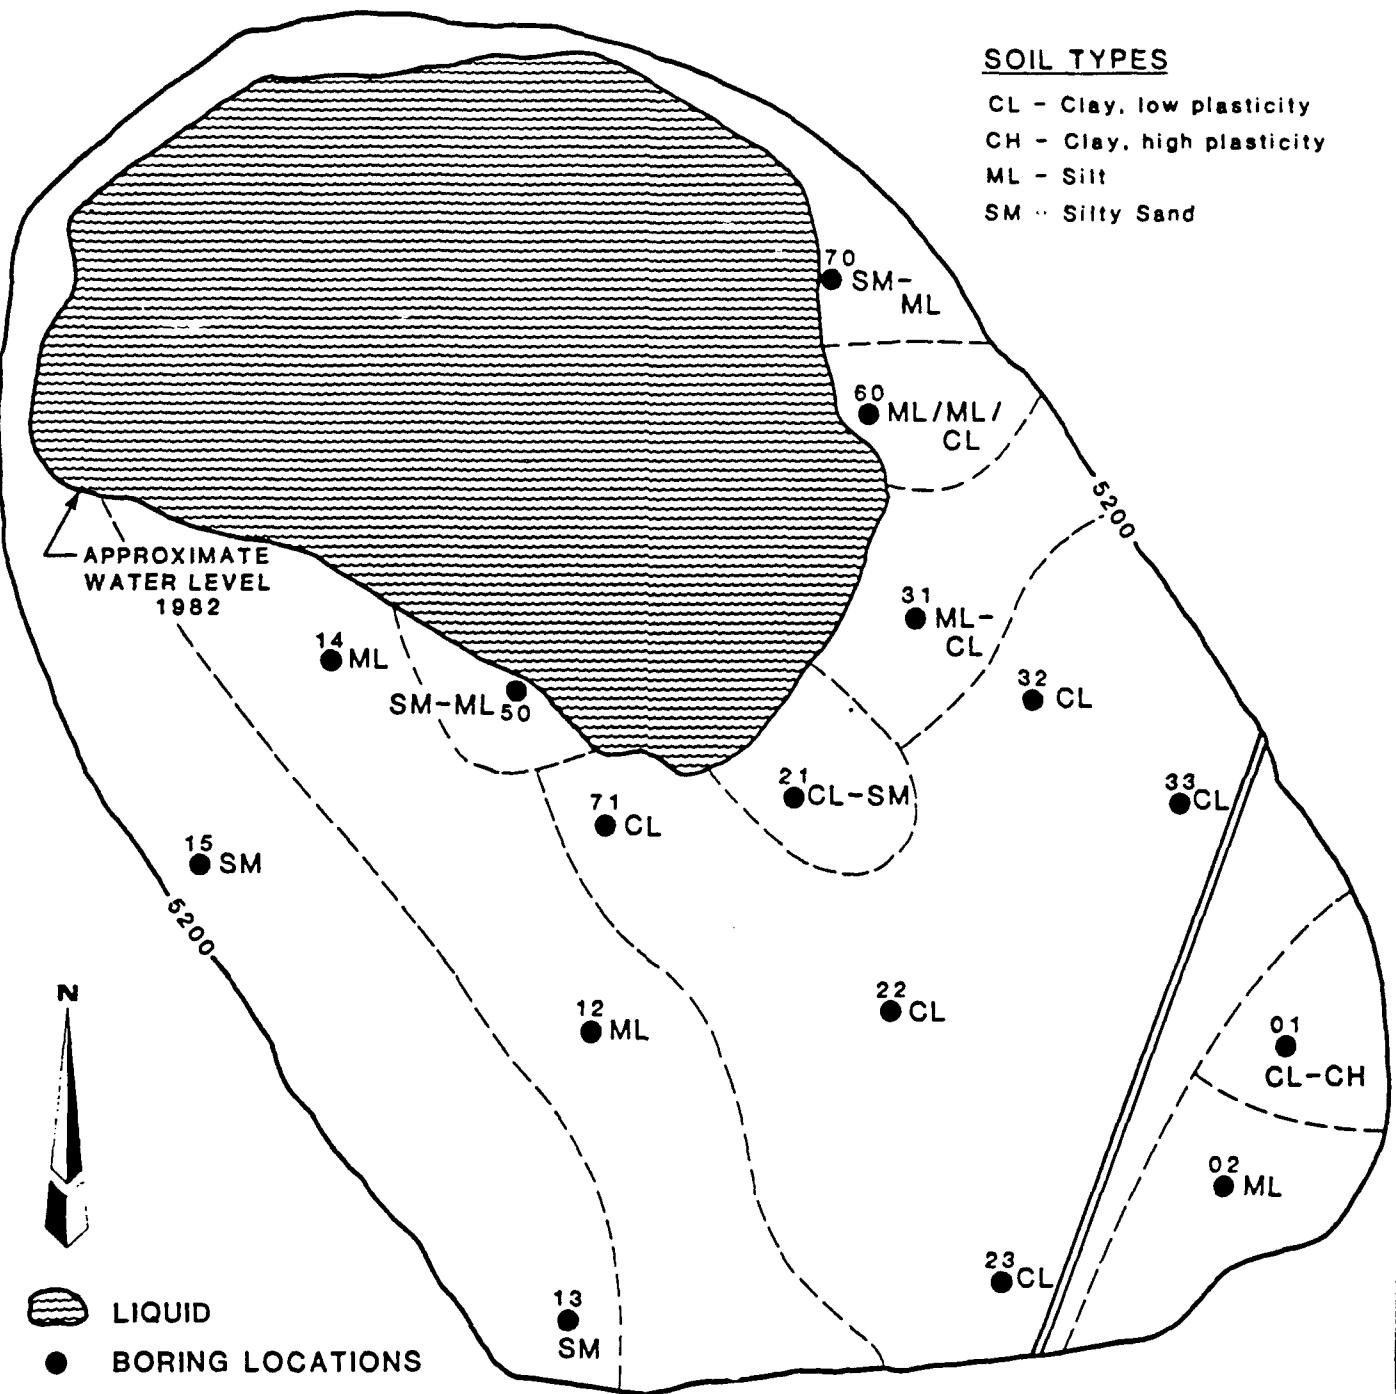 SOIL TYPES
CL - Clay, low plasticity
CH - Clay, high plasticity
ML - Silt
SM - Silty Sand
70
SM-
ML
60
ML/ML/
CL
5200
APPROXIMATE
WATER LEVEL
1982
31
ML-
CL
14
ML
SM-ML 50
32
CL
21
CL-SM
33
CL
71
CL
15
SM
5200
N
12
ML
22
CL
01
CL-CH
02
ML
23
CL
13
SM
LIQUID
BORING LOCATIONS